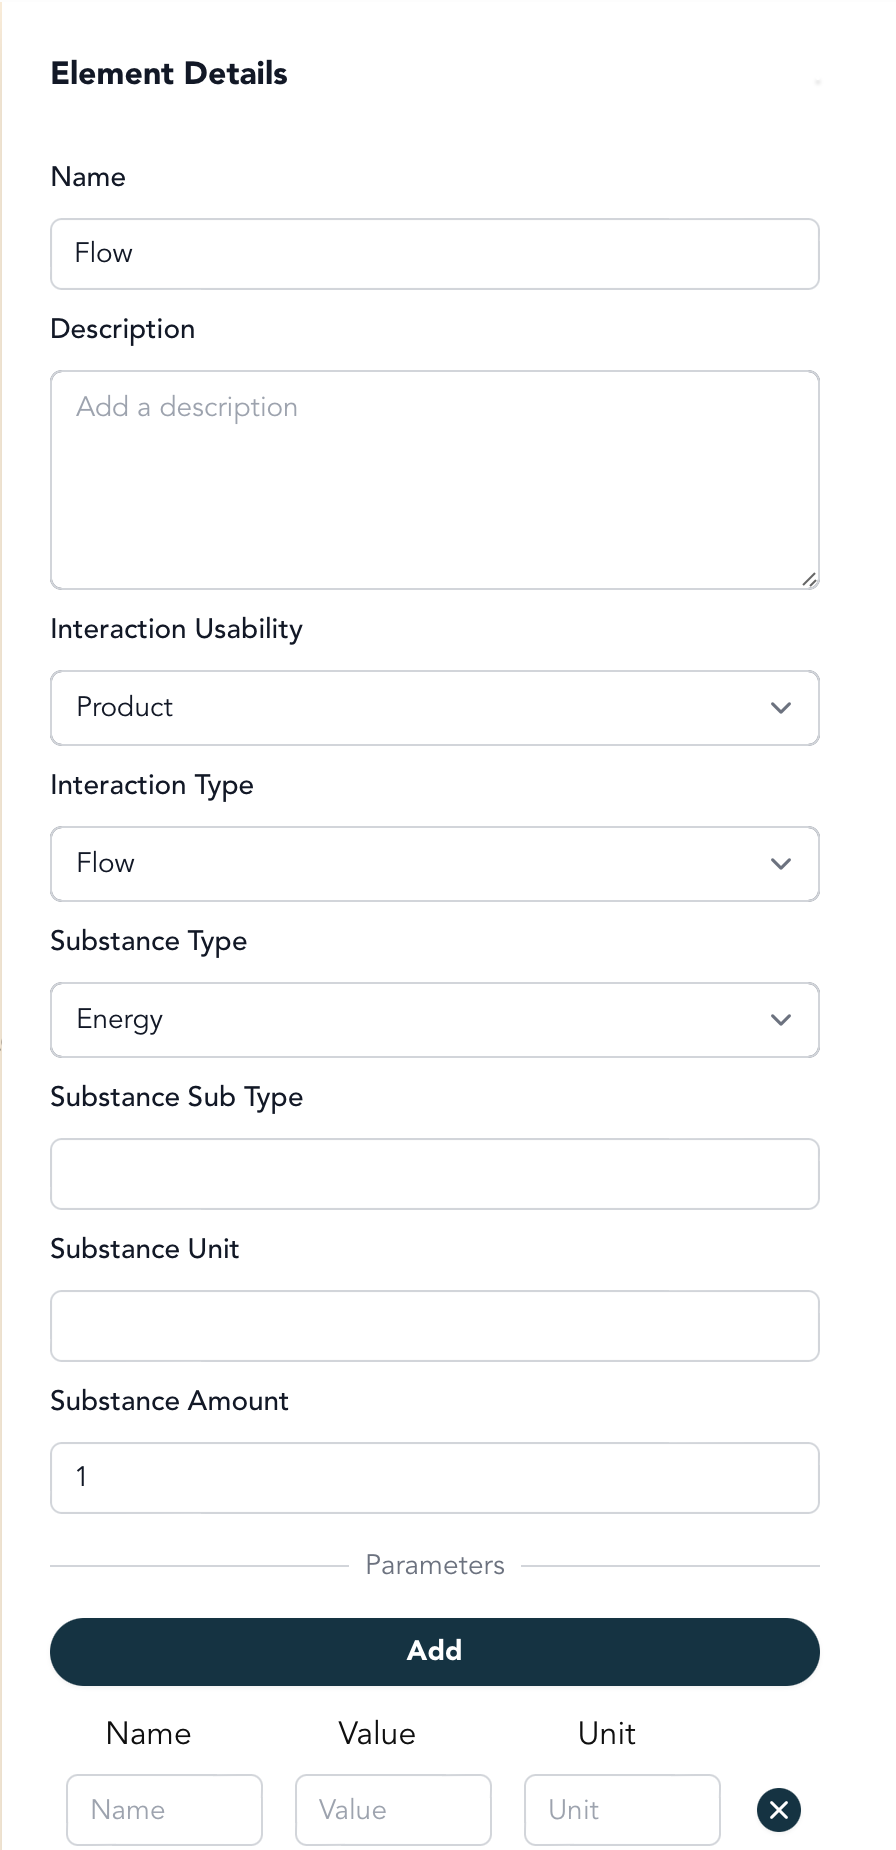 Element Details
Name
Flow
Description
Add a description
Interaction Usability
Product
Interaction Type
Flow
Substance Type
Energy
Substance Sub Type
Substance Unit
Substance Amount
1
Parameters
Add
Name Value Unit
Name Value Unit